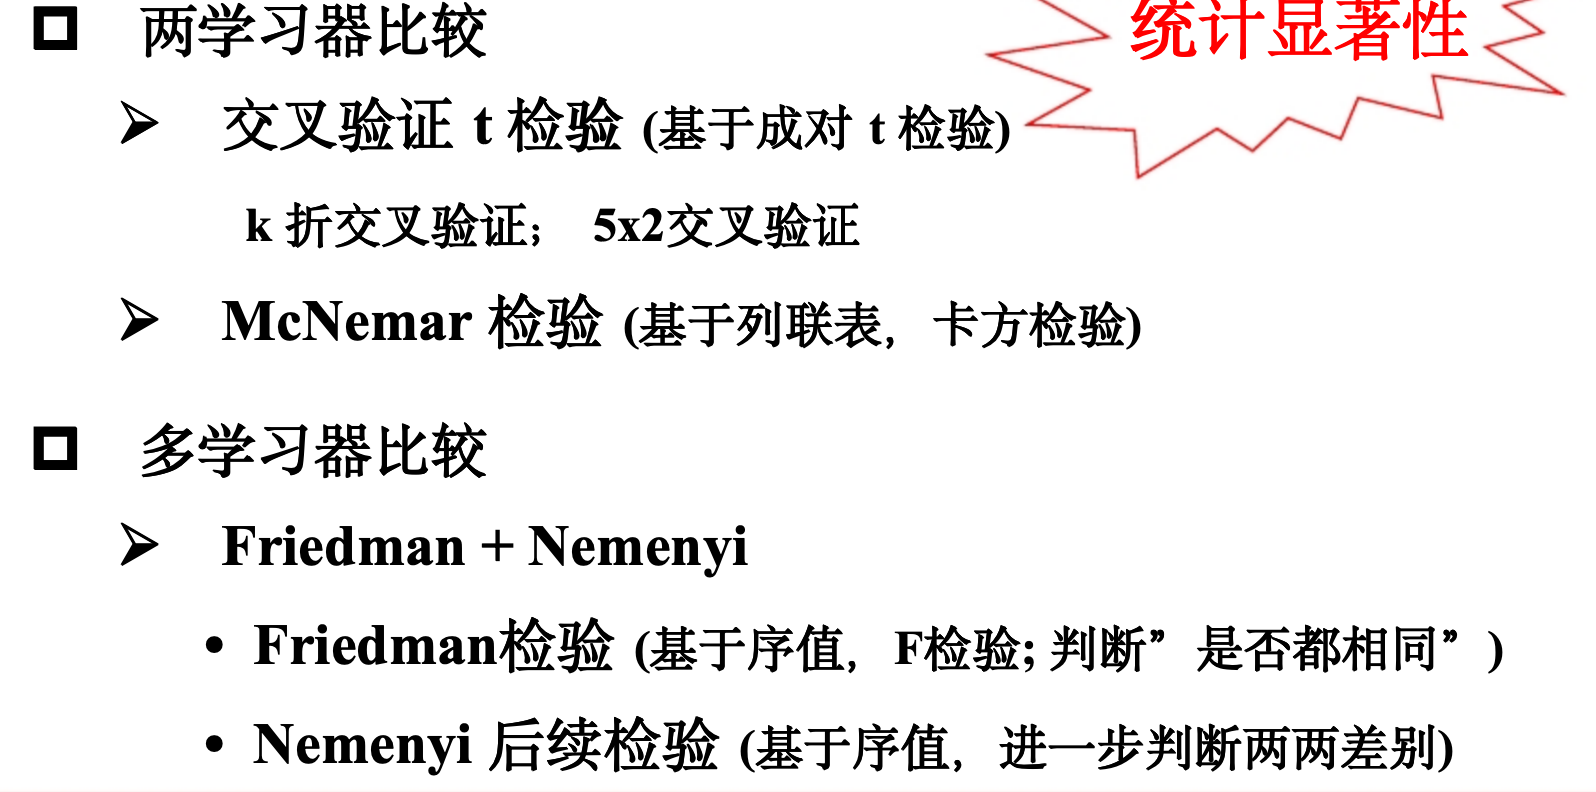 两学习器比较
统计显著性
交叉验证 t 检验 (基于成对 t 检验)
k 折交叉验证； 5x2交叉验证
McNemar 检验 (基于列联表，卡方检验)
多学习器比较
Friedman + Nemenyi
• Friedman检验 (基于序值，F检验; 判断”是否都相同”)
• Nemenyi 后续检验 (基于序值，进一步判断两两差别)